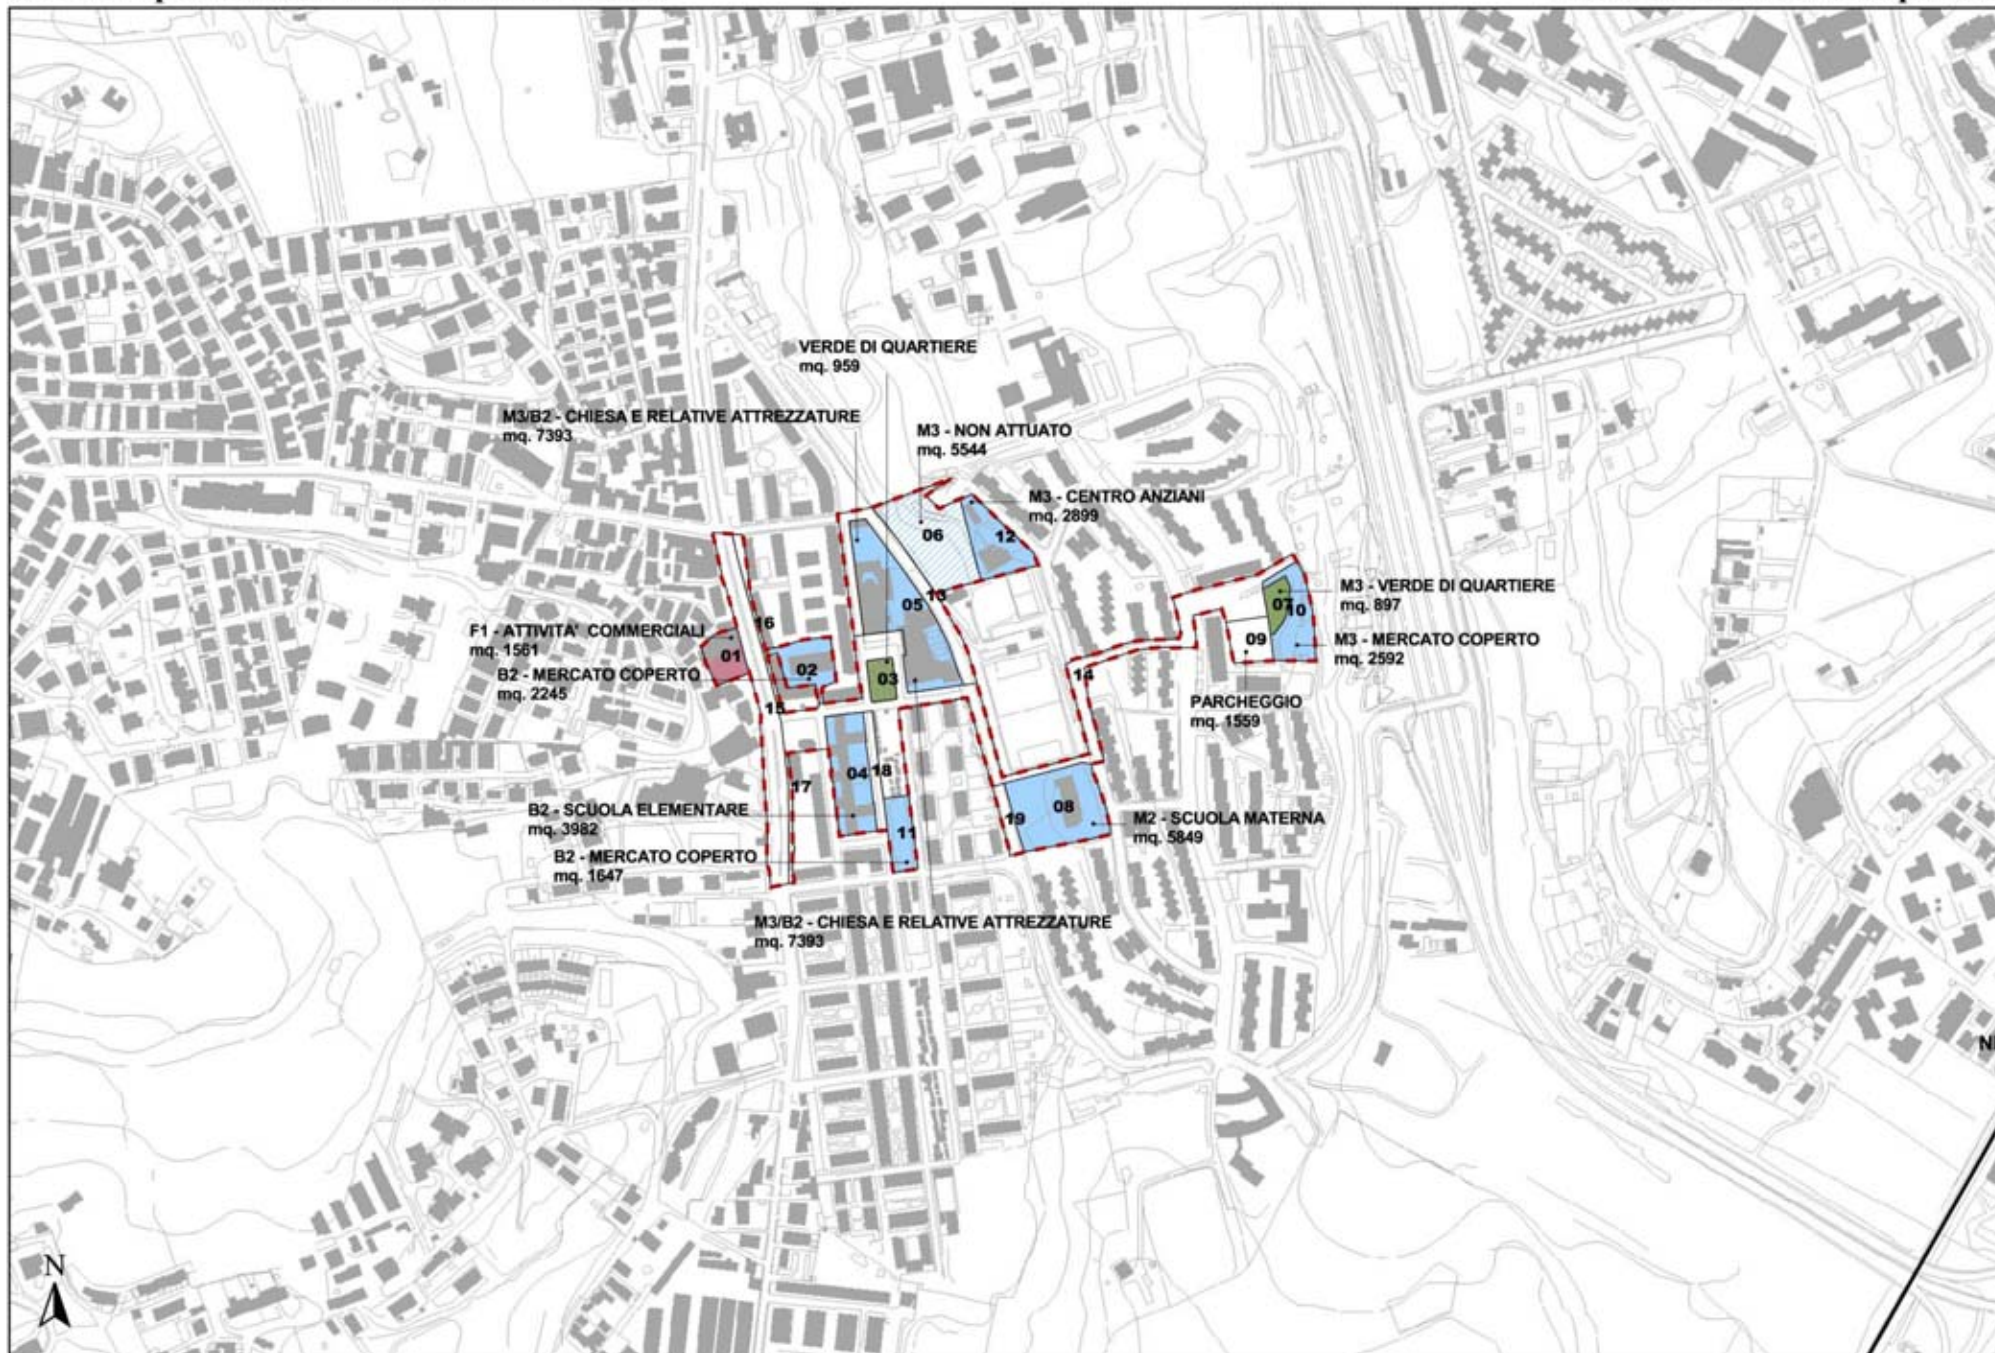 VERDE DI QUARTIERE
mq. 959
M3/B2 - CHIESA E RELATIVE ATTREZZATURE
mq. 7393
M3 - NON ATTUATO
mq. 5544
M3 - CENTRO ANZIANI
mq. 2899
06
12
M3 - VERDE DI QUARTIERE
mq. 897
05
13
07
10
F1 - ATTIVITA' COMMERCIALI
mq. 1561
16
01
09
M3 - MERCATO COPERTO
mq. 2592
B2 - MERCATO COPERTO
mq. 2245
02
03
14
15
PARCHEGGIO
mq. 1559
04
18
17
08
B2 - SCUOLA ELEMENTARE
mq. 3982
11
19
M2 - SCUOLA MATERNA
mq. 5849
B2 - MERCATO COPERTO
mq. 1647
M3/B2 - CHIESA E RELATIVE ATTREZZATURE
mq. 7393
N